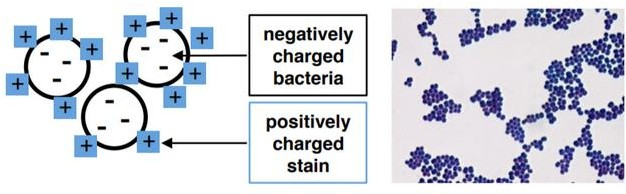 negatively
charged
bacteria
positively
charged
stain